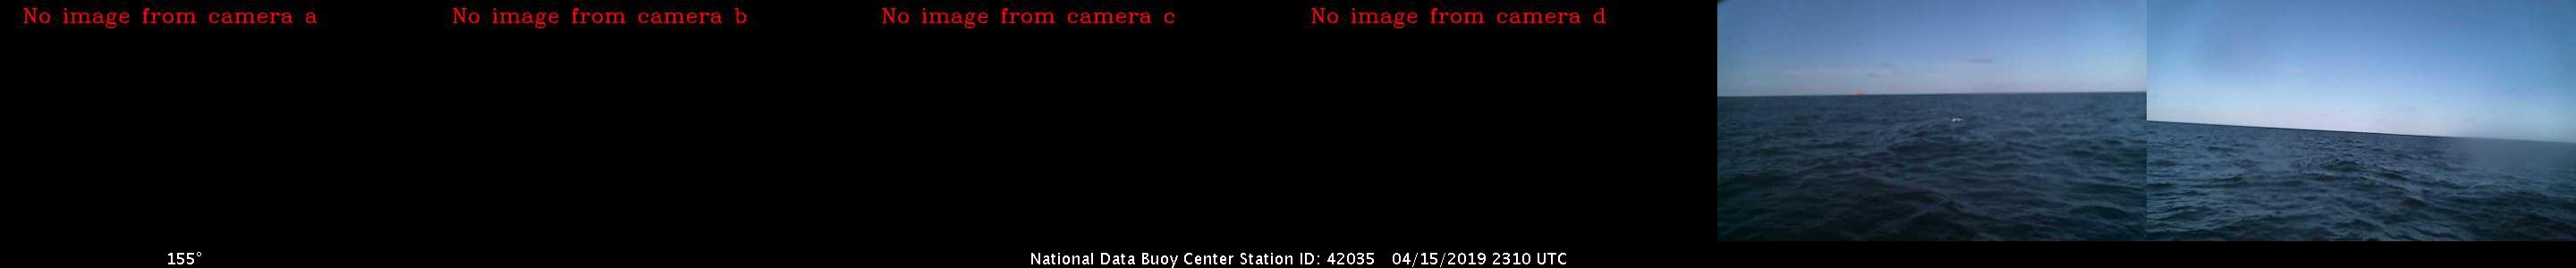 No image from camera a
No image from camera b
No image from camera c
No image from camera d
155°
National Data Buoy Center Station ID: 42035 04/15/2019 2310 UTC